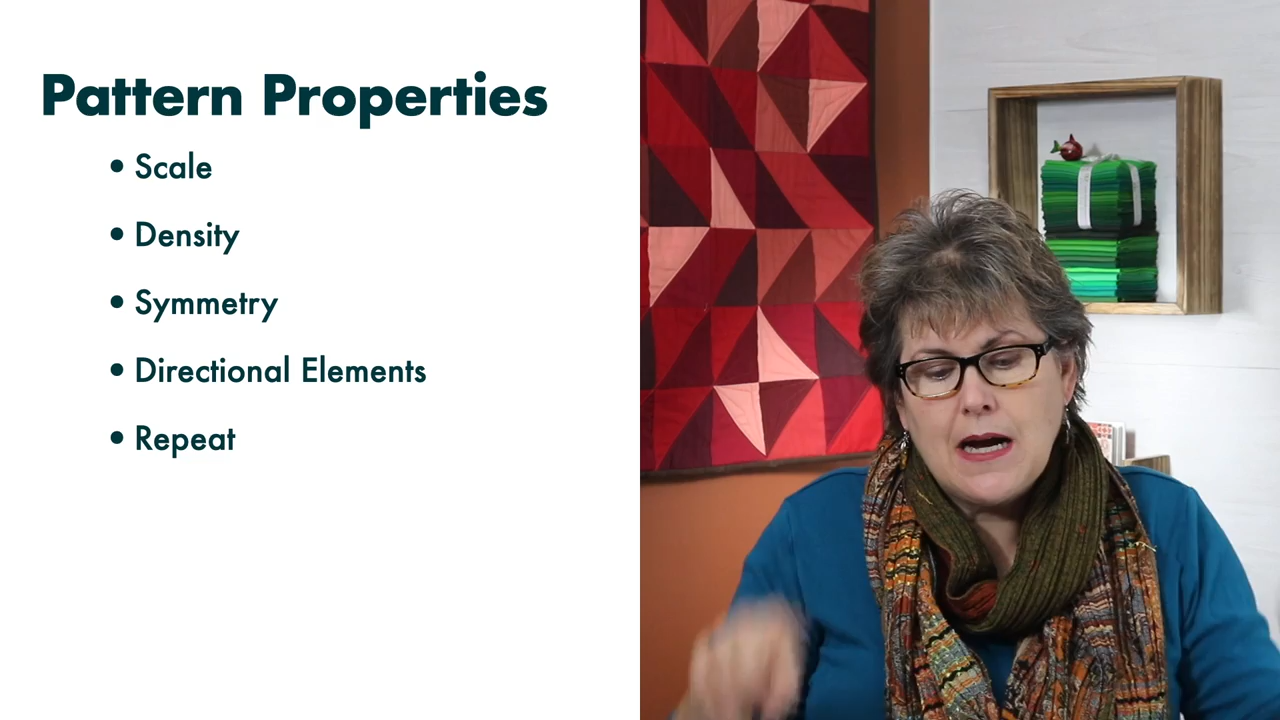 Pattern Properties
• Scale
• Density
• Symmetry
• Directional Elements
• Repeat